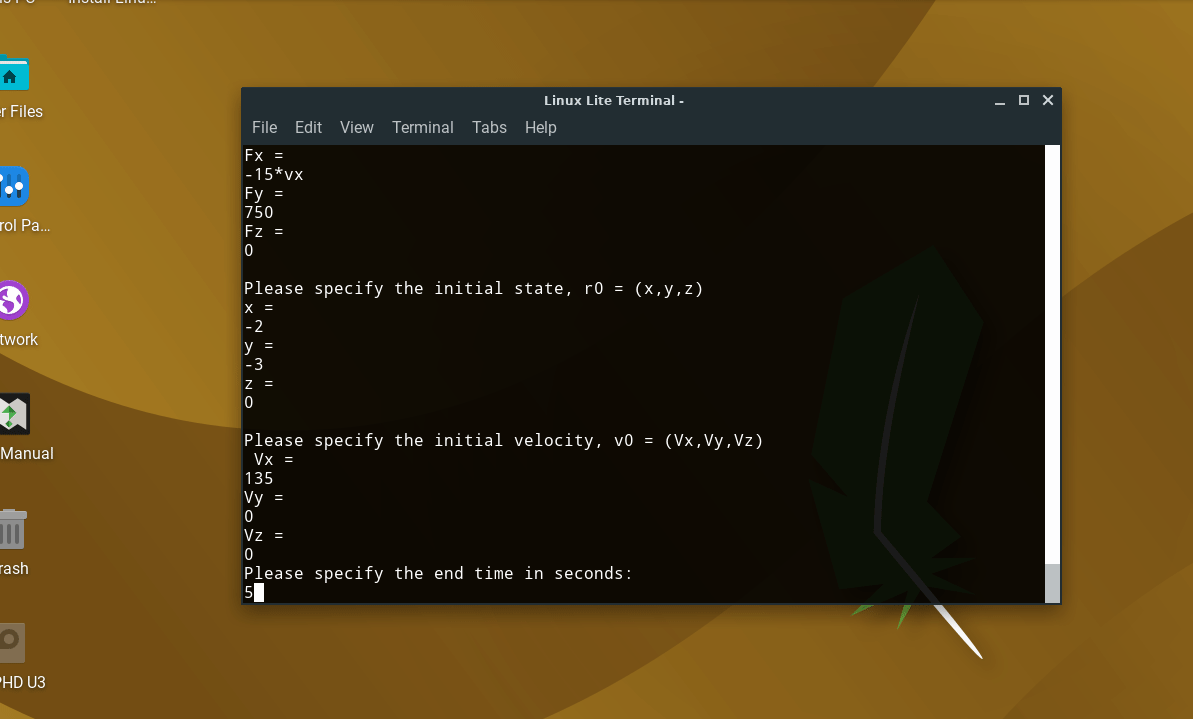 Install Linu...
er Files
rol Pa...
twork
Manual
rash
PHD U3
Linux Lite Terminal -
File Edit View Terminal Tabs Help
Fx =
-15*vx
Fy =
750
Fz =
0
Please specify the initial state, r0 = (x,y,z)
x =
-2
y =
-3
z =
0
Please specify the initial velocity, v0 = (Vx,Vy,Vz)
Vx =
135
Vy =
0
Vz =
0
Please specify the end time in seconds:
5